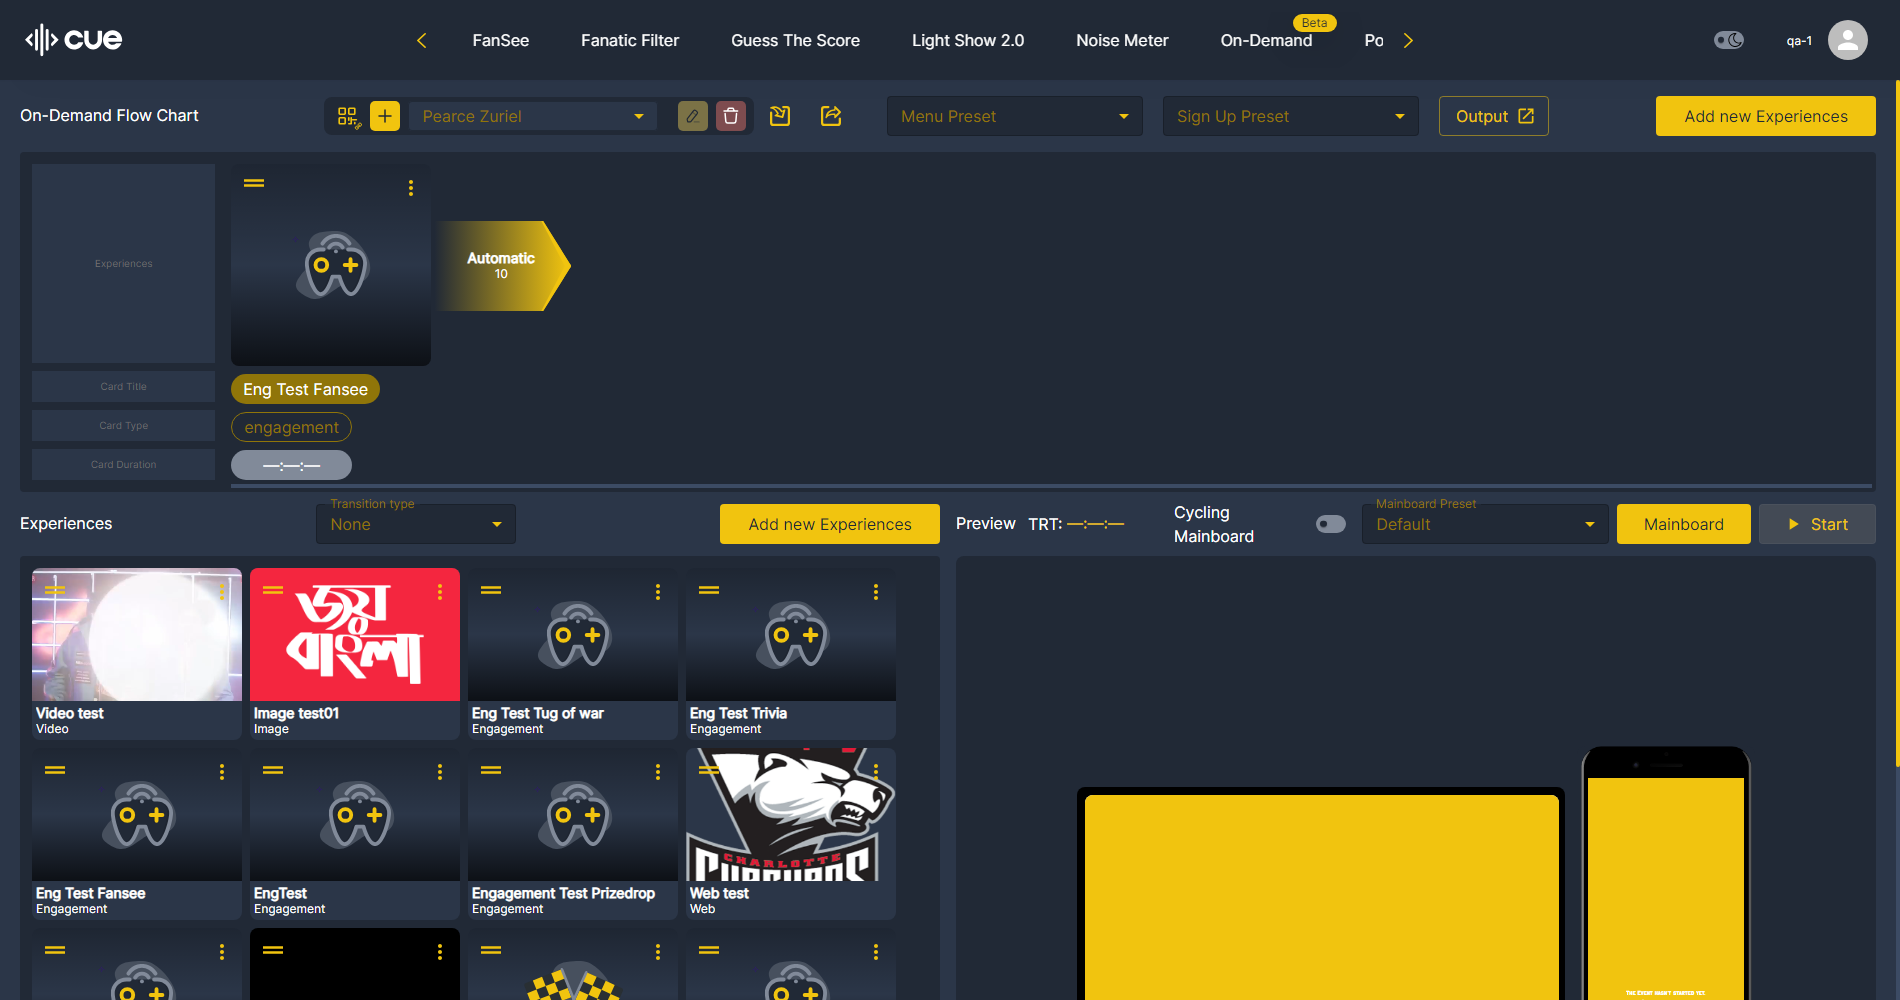 cue
FanSee
Fanatic Filter
Guess The Score
Light Show 2.0
Noise Meter
On-Demand
Beta
Po
qa-1
On-Demand Flow Chart
Pearce Zuriel
Menu Preset
Sign Up Preset
Output
Add new Experiences
Experiences
Automatic
10
Card Title
Eng Test Fansee
Card Type
engagement
Card Duration
—:—:—
Experiences
Transition type
None
Add new Experiences
Preview
TRT: —:—:—
Cycling
Mainboard
Mainboard Preset
Default
Mainboard
Start
জয়
বাংলা
Video test
Video
Image test01
Image
Eng Test Tug of war
Engagement
Eng Test Trivia
Engagement
CHARLOTTE
Eng Test Fansee
Engagement
EngTest
Engagement
Engagement Test Prizedrop
Engagement
Web test
Web
THE EVENT HASN'T STARTED YET.